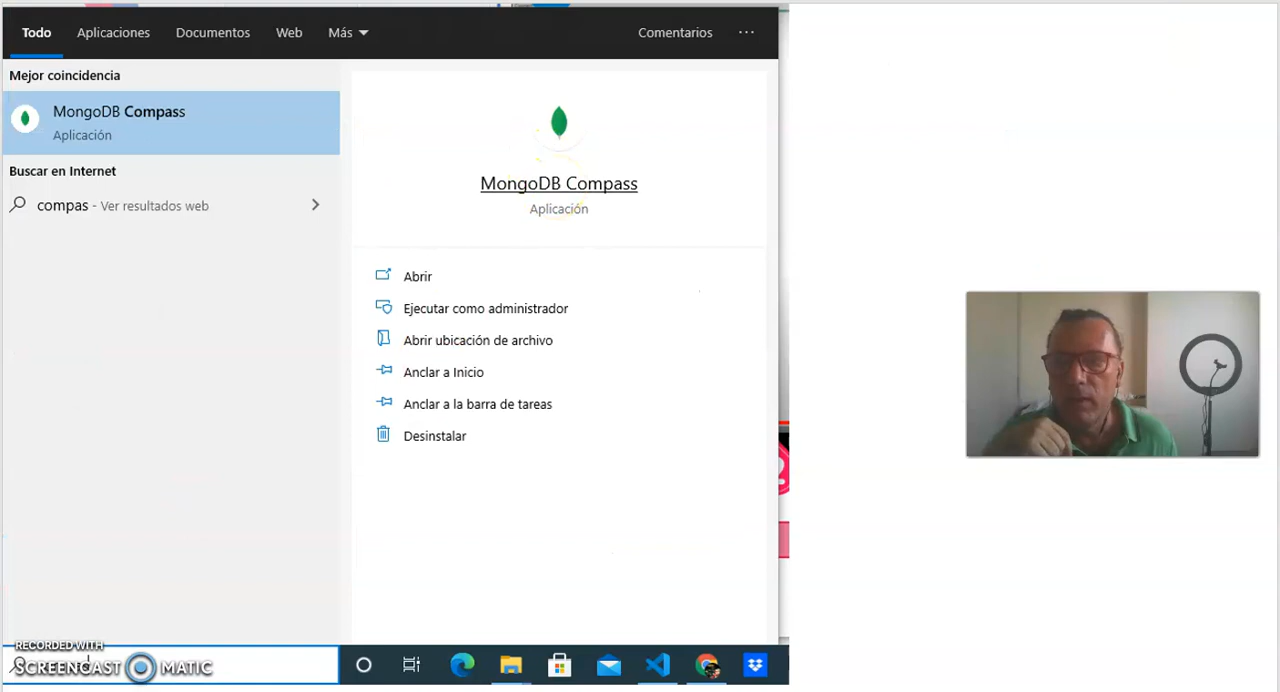 Todo Aplicaciones Documentos Web Más Comentarios ...
Mejor coincidencia
MongoDB Compass
Aplicación
Buscar en Internet
compas - Ver resultados web
MongoDB Compass
Aplicación
Abrir
Ejecutar como administrador
Abrir ubicación de archivo
Anclar a Inicio
Anclar a la barra de tareas
Desinstalar
RECORDED WITH
SCREENCAST MATIC